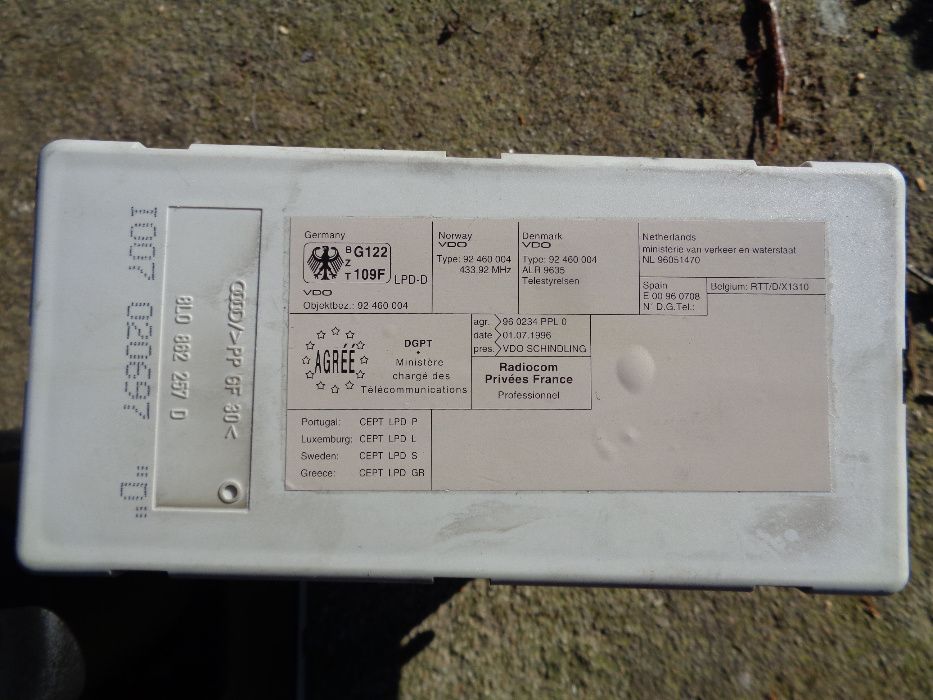 Germany
BZT G122
109F
LPD-D
VDO
Objektbez.: 92 460 004
Norway
VDO
Type: 92 460 004
433,92 MHz
Denmark
VDO
Type: 92 460 004
ALR 9635
Telestyrelsen
Netherlands
ministerie van verkeer en waterstaat
NL 96051470
Spain
E 00 96 0708
N° D.G.Tel.:
Belgium: RTT/D/X1310
AGRÉÉ
DGPT
Ministère
chargé des
Télécommunications
agr. 96 0234 PPL 0
date 01.07.1996
pres. VDO SCHINDLING
Radiocom
Privées France
Professionnel
Portugal: CEPT LPD P
Luxemburg: CEPT LPD L
Sweden: CEPT LPD S
Greece: CEPT LPD GR
>PP GF 30<
8L0 862 257 D
"D"